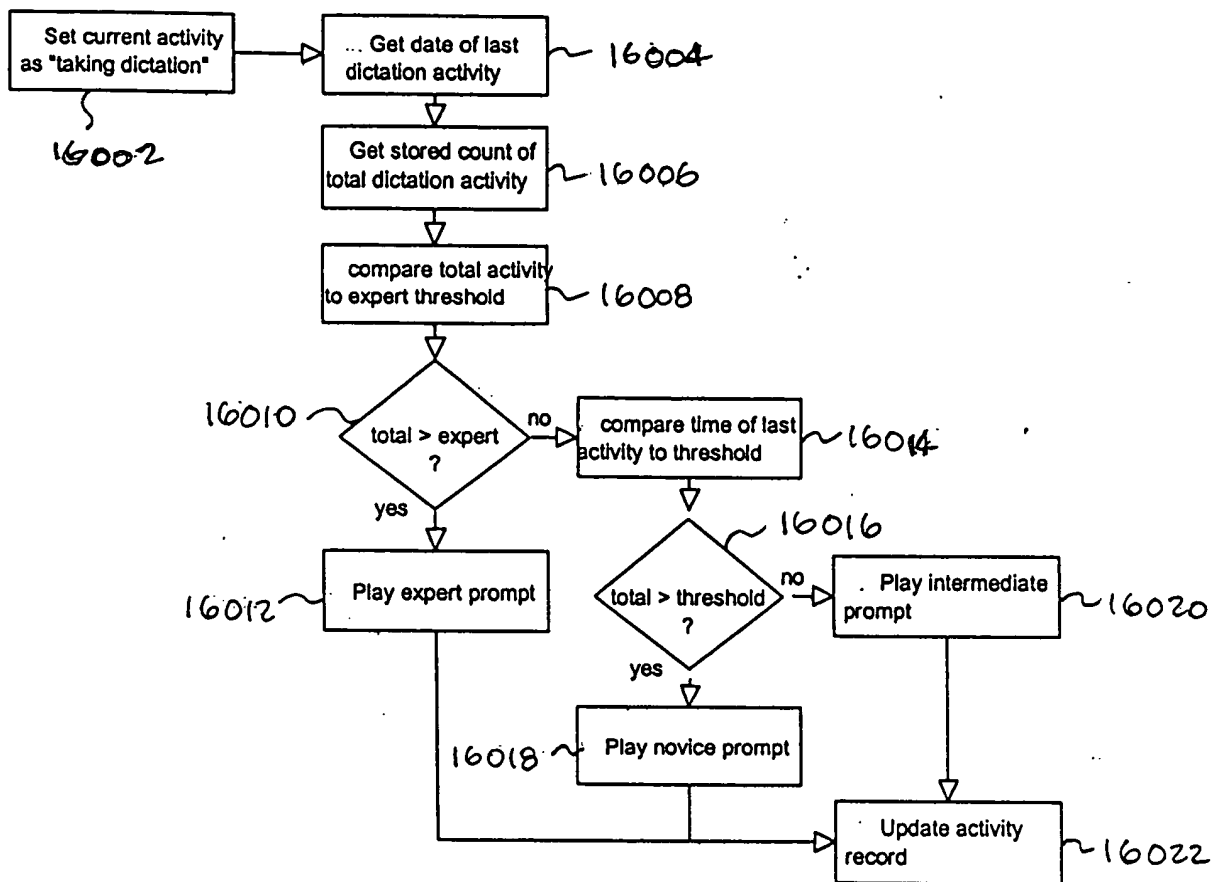 Set current activity
as "taking dictation"
16002
... Get date of last
dictation activity
16004
Get stored count of
total dictation activity
16006
compare total activity
to expert threshold
16008
16010
total > expert
?
no
yes
compare time of last
activity to threshold
16014
Play expert prompt
16012
16016
total > threshold
?
no
yes
Play intermediate
prompt
16020
Play novice prompt
16018
Update activity
record
16022